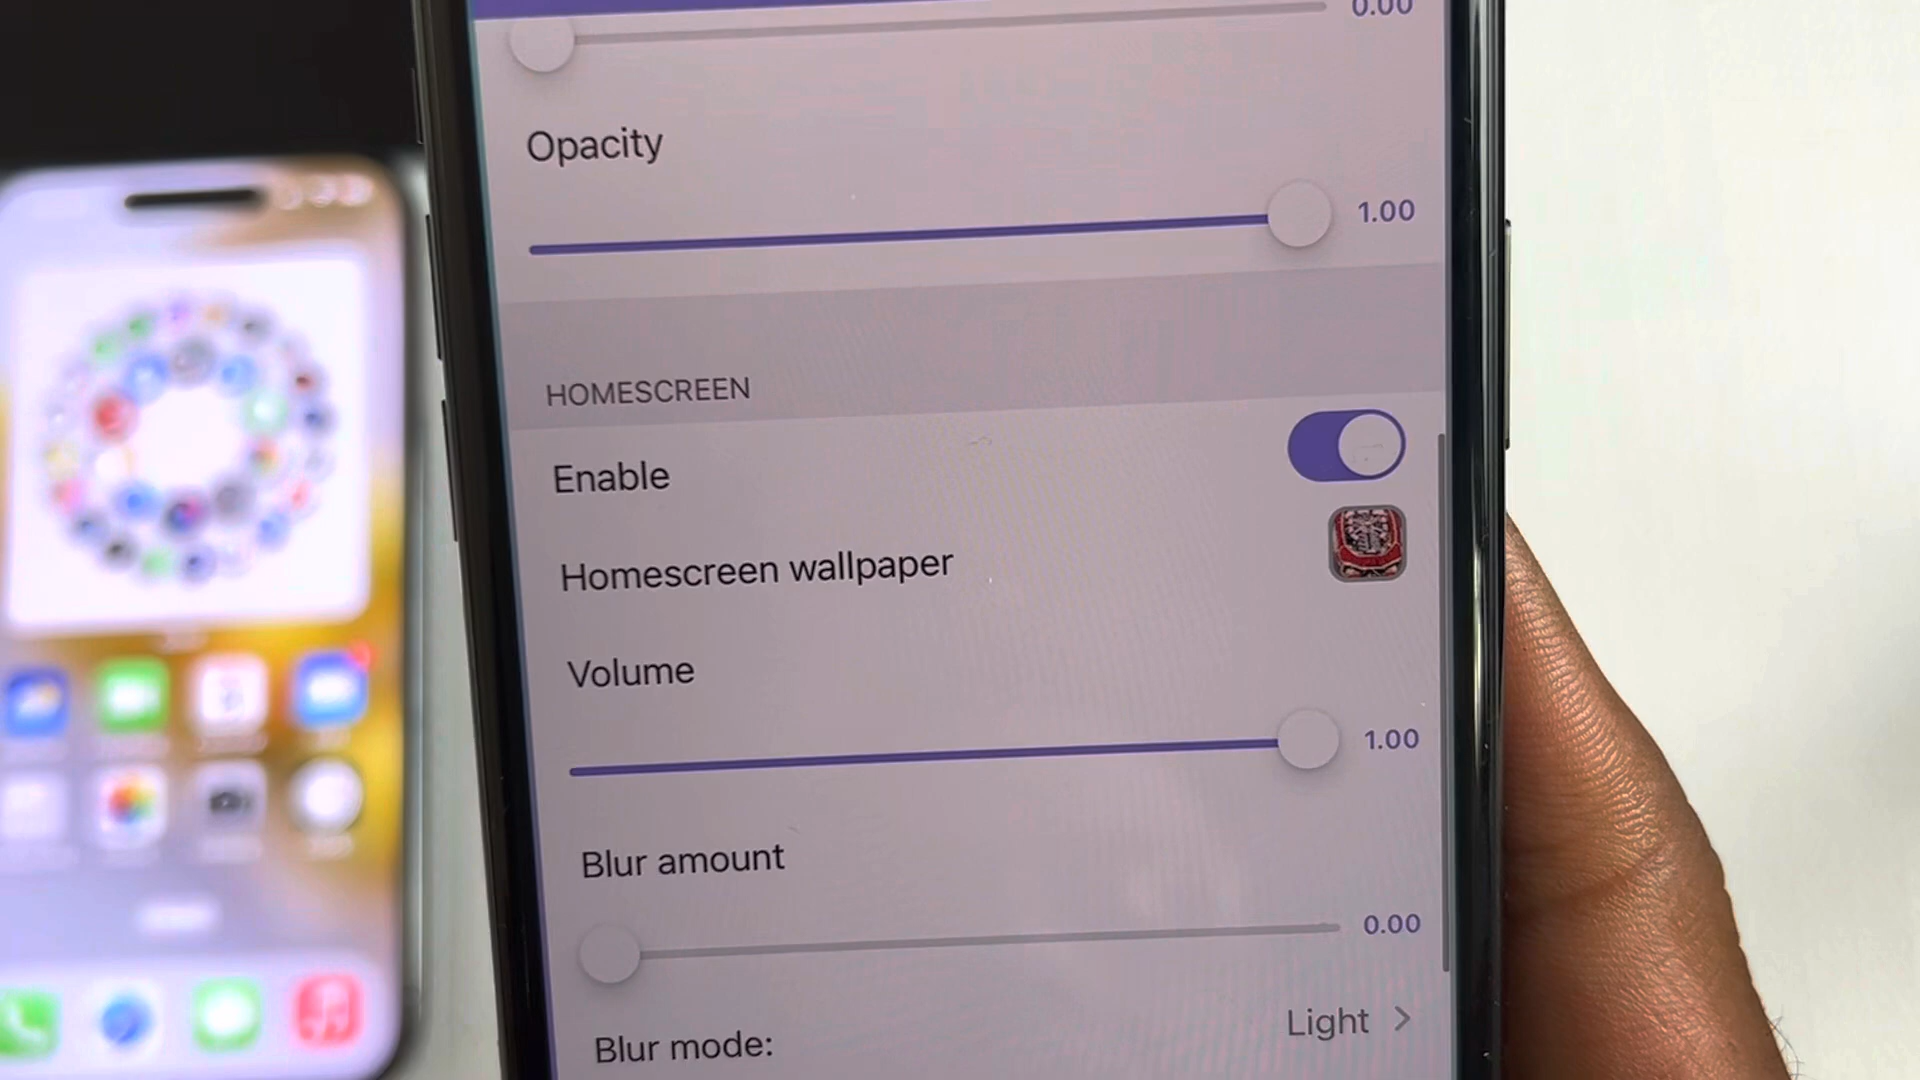 0.00
Opacity
1.00
HOMESCREEN
Enable
Homescreen wallpaper
Volume
1.00
Blur amount
0.00
Blur mode:
Light